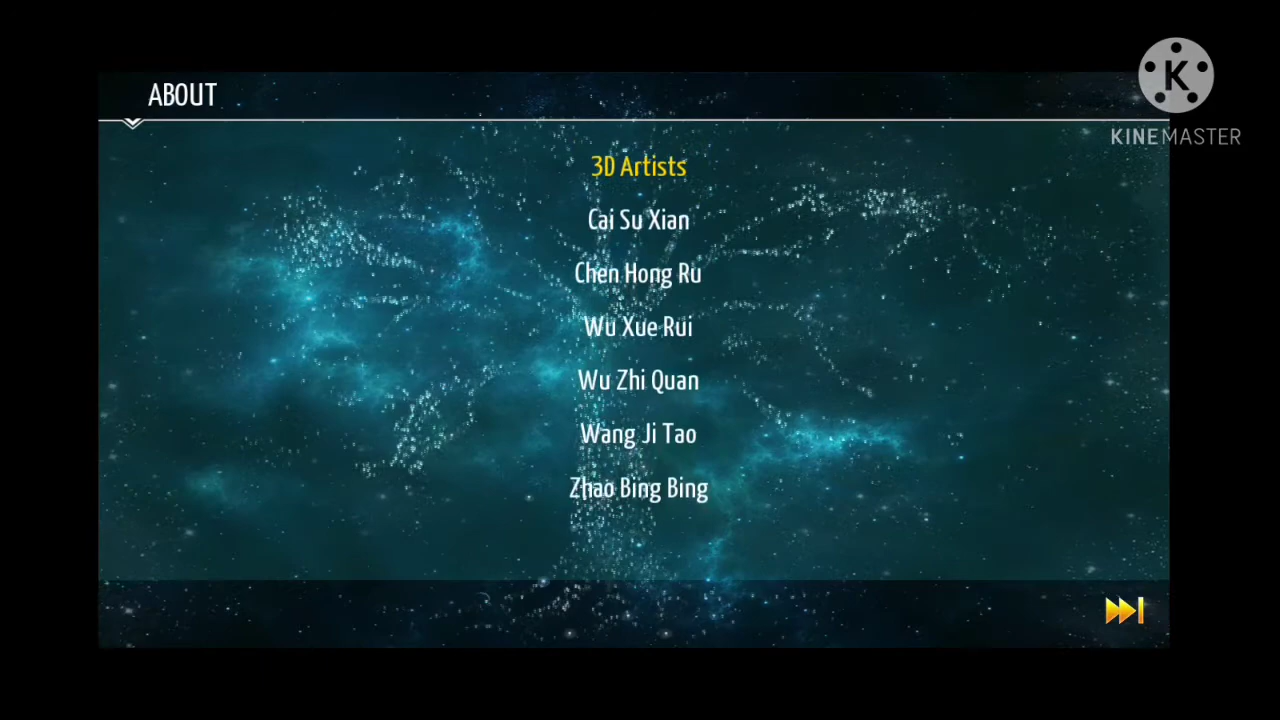 ABOUT
K
KINEMASTER
3D Artists
Cai Su Xian
Chen Hong Ru
Wu Xue Rui
Wu Zhi Quan
Wang Ji Tao
Zhao Bing Bing